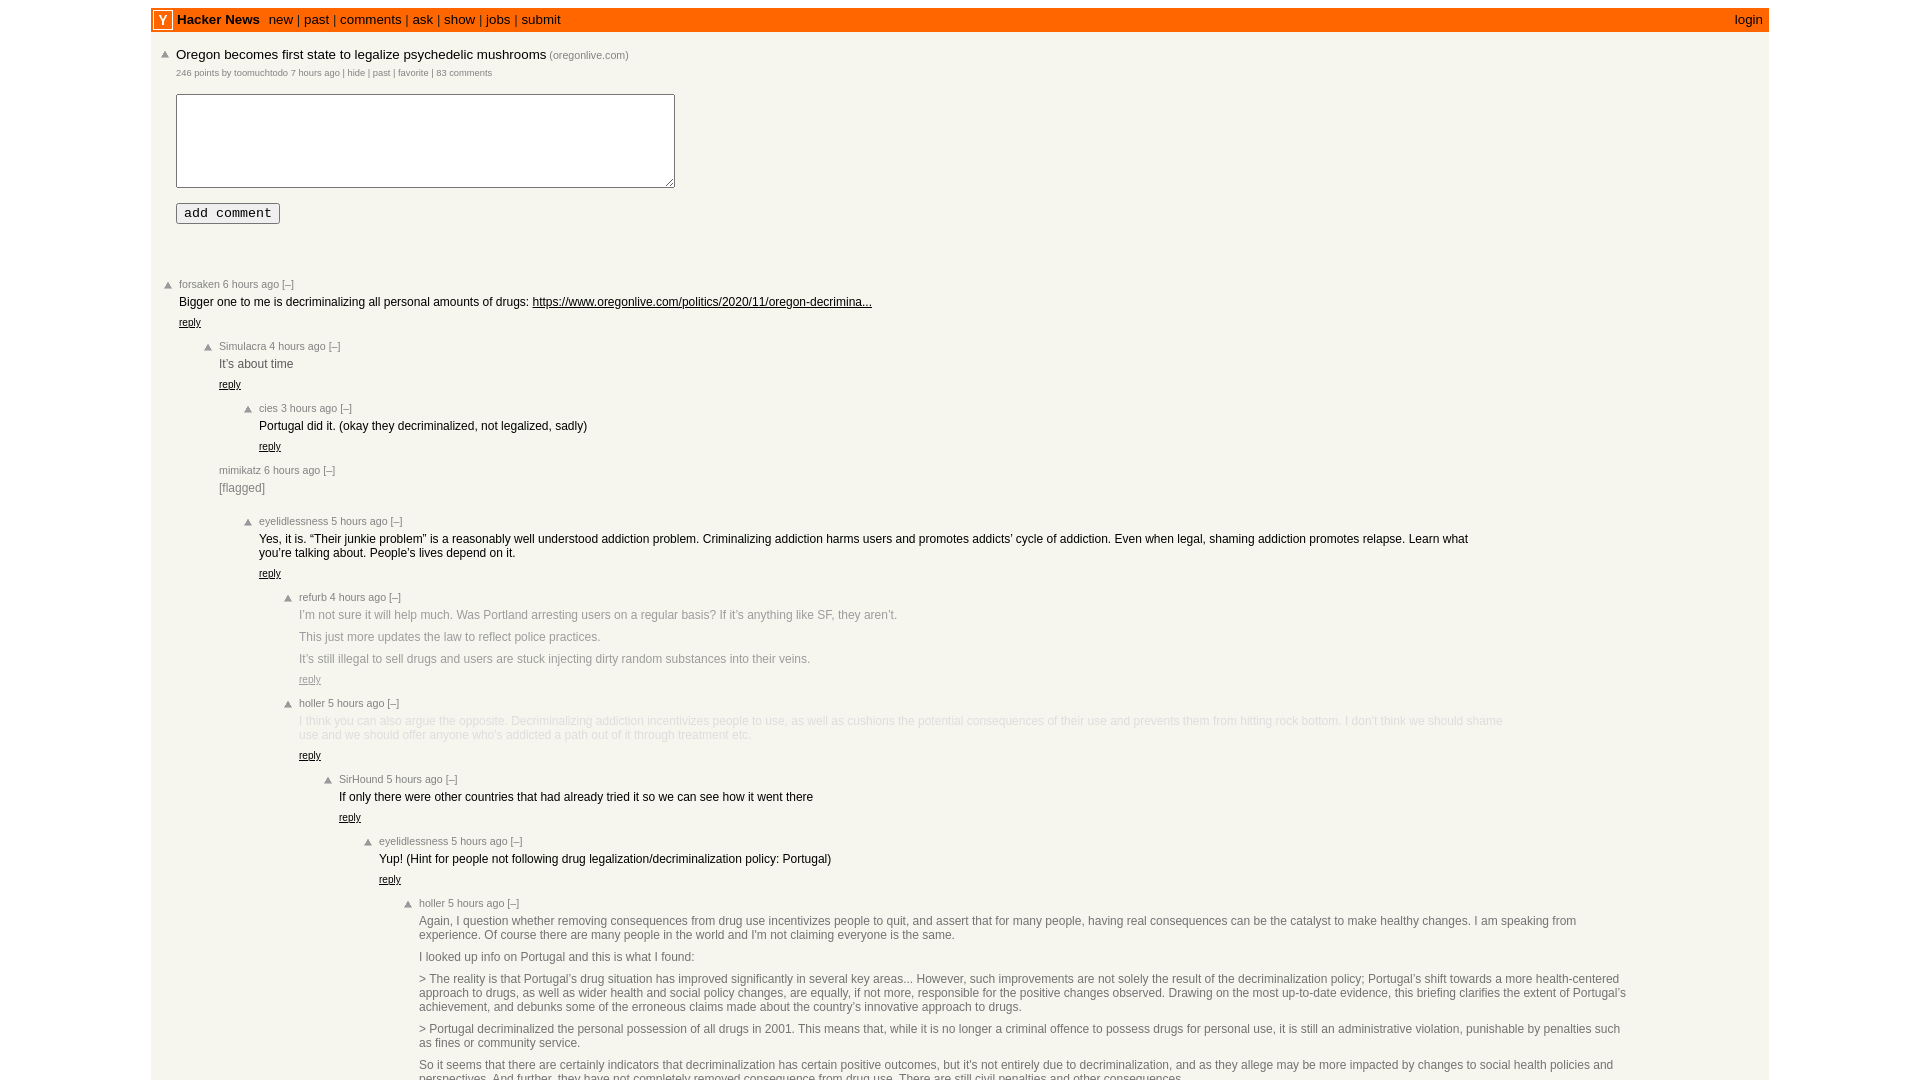 Y Hacker News new | past | comments | ask | show | jobs | submit login
Oregon becomes first state to legalize psychedelic mushrooms (oregonlive.com)
246 points by toomuchtodo 7 hours ago | hide | past | favorite | 83 comments
add comment
forsaken 6 hours ago [–]
Bigger one to me is decriminalizing all personal amounts of drugs: https://www.oregonlive.com/politics/2020/11/oregon-decrimina...
reply
Simulacra 4 hours ago [–]
It’s about time
reply
cies 3 hours ago [–]
Portugal did it. (okay they decriminalized, not legalized, sadly)
reply
mimikatz 6 hours ago [–]
[flagged]
eyelidlessness 5 hours ago [–]
Yes, it is. “Their junkie problem” is a reasonably well understood addiction problem. Criminalizing addiction harms users and promotes addicts’ cycle of addiction. Even when legal, shaming addiction promotes relapse. Learn what
you’re talking about. People’s lives depend on it.
reply
refurb 4 hours ago [–]
I’m not sure it will help much. Was Portland arresting users on a regular basis? If it’s anything like SF, they aren’t.
This just more updates the law to reflect police practices.
It’s still illegal to sell drugs and users are stuck injecting dirty random substances into their veins.
reply
holler 5 hours ago [–]
I think you can also argue the opposite. Decriminalizing addiction incentivizes people to use, as well as cushions the potential consequences of their use and prevents them from hitting rock bottom. I don't think we should shame
use and we should offer anyone who's addicted a path out of it through treatment etc.
reply
SirHound 5 hours ago [–]
If only there were other countries that had already tried it so we can see how it went there
reply
eyelidlessness 5 hours ago [–]
Yup! (Hint for people not following drug legalization/decriminalization policy: Portugal)
reply
holler 5 hours ago [–]
Again, I question whether removing consequences from drug use incentivizes people to quit, and assert that for many people, having real consequences can be the catalyst to make healthy changes. I am speaking from
experience. Of course there are many people in the world and I'm not claiming everyone is the same.
I looked up info on Portugal and this is what I found:
> The reality is that Portugal’s drug situation has improved significantly in several key areas... However, such improvements are not solely the result of the decriminalization policy; Portugal’s shift towards a more health-centered
approach to drugs, as well as wider health and social policy changes, are equally, if not more, responsible for the positive changes observed. Drawing on the most up-to-date evidence, this briefing clarifies the extent of Portugal’s
achievement, and debunks some of the erroneous claims made about the country’s innovative approach to drugs.
> Portugal decriminalized the personal possession of all drugs in 2001. This means that, while it is no longer a criminal offence to possess drugs for personal use, it is still an administrative violation, punishable by penalties such
as fines or community service.
So it seems that there are certainly indicators that decriminalization has certain positive outcomes, but it's not entirely due to decriminalization, and as they allege may be more impacted by changes to social health policies and
perspectives. And further, they have not completely removed consequence from drug use. There are still civil penalties and other consequences.